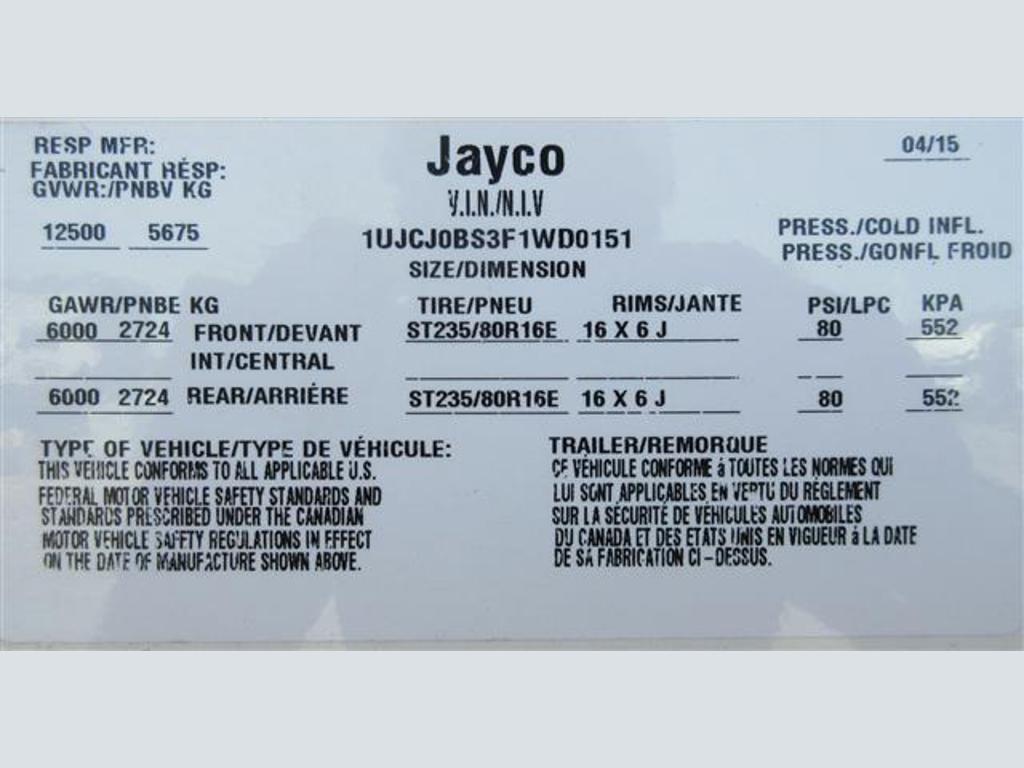 RESP MFR: Jayco 04/15
FABRICANT RÉSP:
GVWR:/PNBV KG V.I.N./N.I.V
12500 5675 1UJCJ0BS3F1WD0151 PRESS./COLD INFL.
SIZE/DIMENSION PRESS./GONFL FROID
GAWR/PNBE KG TIRE/PNEU RIMS/JANTE PSI/LPC KPA
6000 2724 FRONT/DEVANT ST235/80R16E 16 X 6 J 80 552
INT/CENTRAL
6000 2724 REAR/ARRIÉRE ST235/80R16E 16 X 6 J 80 552
TYPE OF VEHICLE/TYPE DE VÉHICULE: TRAILER/REMORQUE
THIS VEHICLE CONFORMS TO ALL APPLICABLE U.S.
FEDERAL MOTOR VEHICLE SAFETY STANDARDS AND
STANDARDS PRESCRIBED UNDER THE CANADIAN
MOTOR VEHICLE SAFETY REGULATIONS IN EFFECT
ON THE DATE OF MANUFACTURE SHOWN ABOVE.
CE VÉHICULE CONFORME à TOUTES LES NORMES QUI
LUI SONT APPLICABLES EN VERTU DU RÉGLEMENT
SUR LA SÉCURITÉ DE VÉHICULES AUTOMOBILES
DU CANADA ET DES ETATS UNIS EN VIGUEUR à LA DATE
DE SA FABRICATION CI-DESSUS.